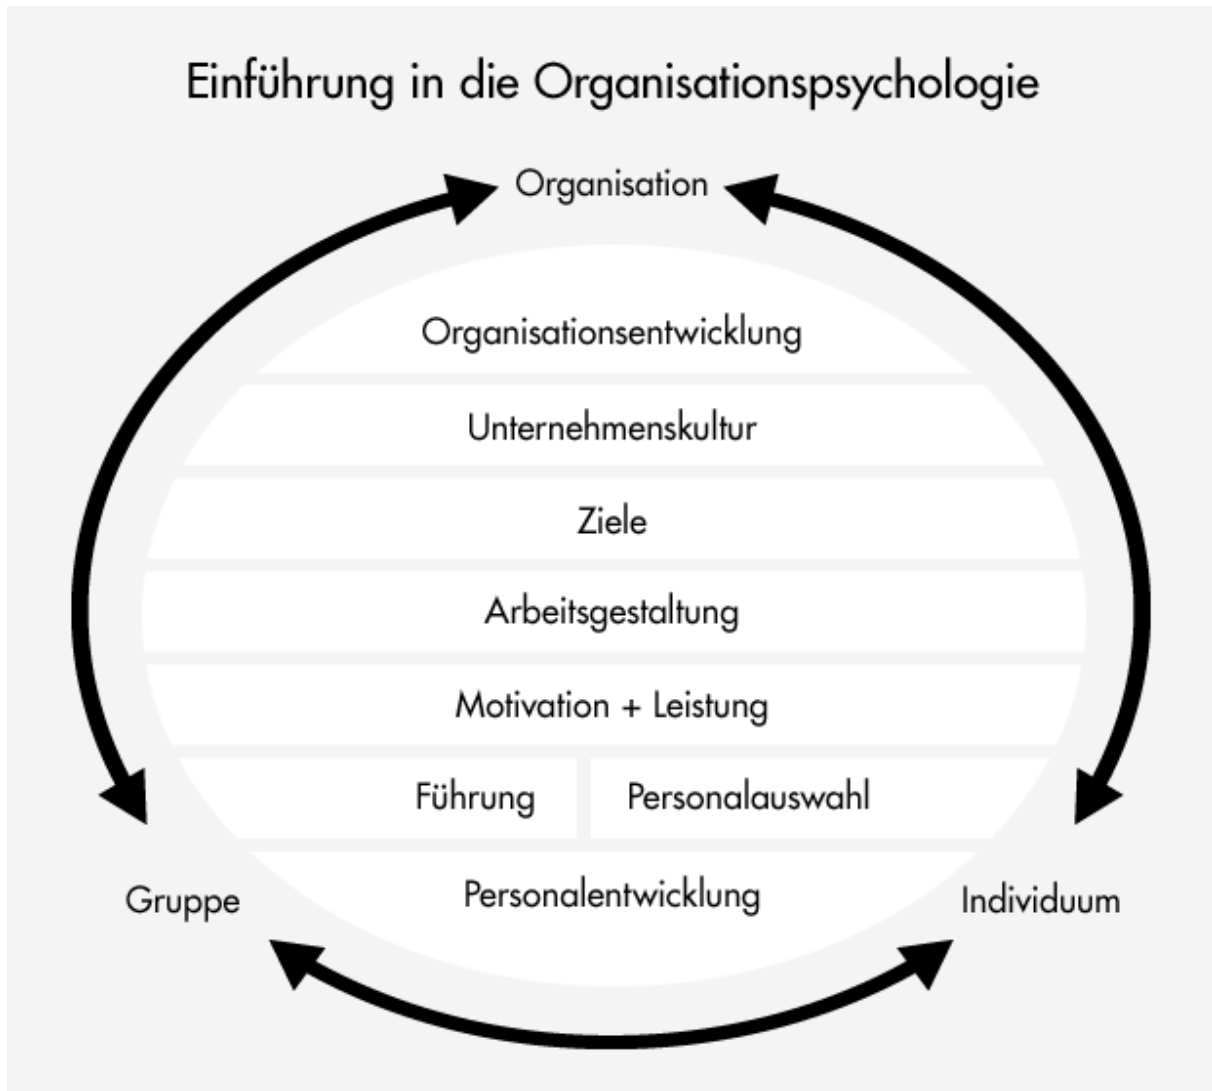 Einführung in die Organisationspsychologie
Organisation
Organisationsentwicklung
Unternehmenskultur
Ziele
Arbeitsgestaltung
Motivation + Leistung
Führung
Personalauswahl
Personalentwicklung
Gruppe
Individuum